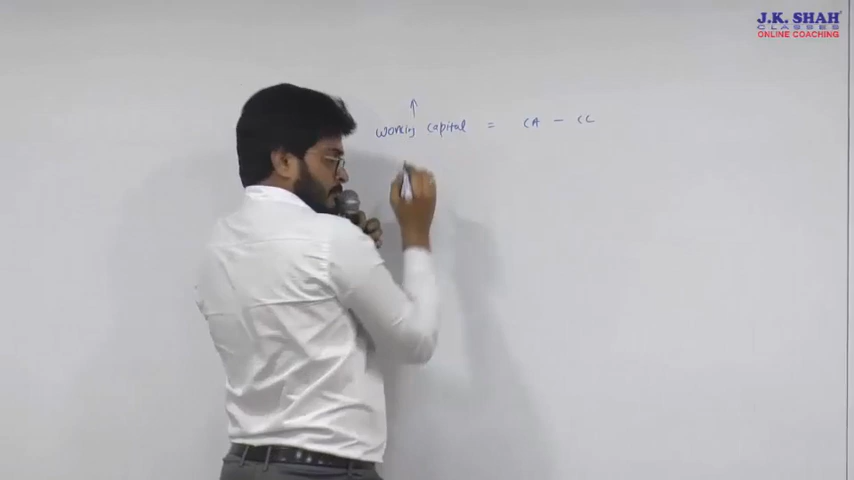 J.K. SHAH
CLASSES
ONLINE COACHING
↑
Working Capital = CA - CL